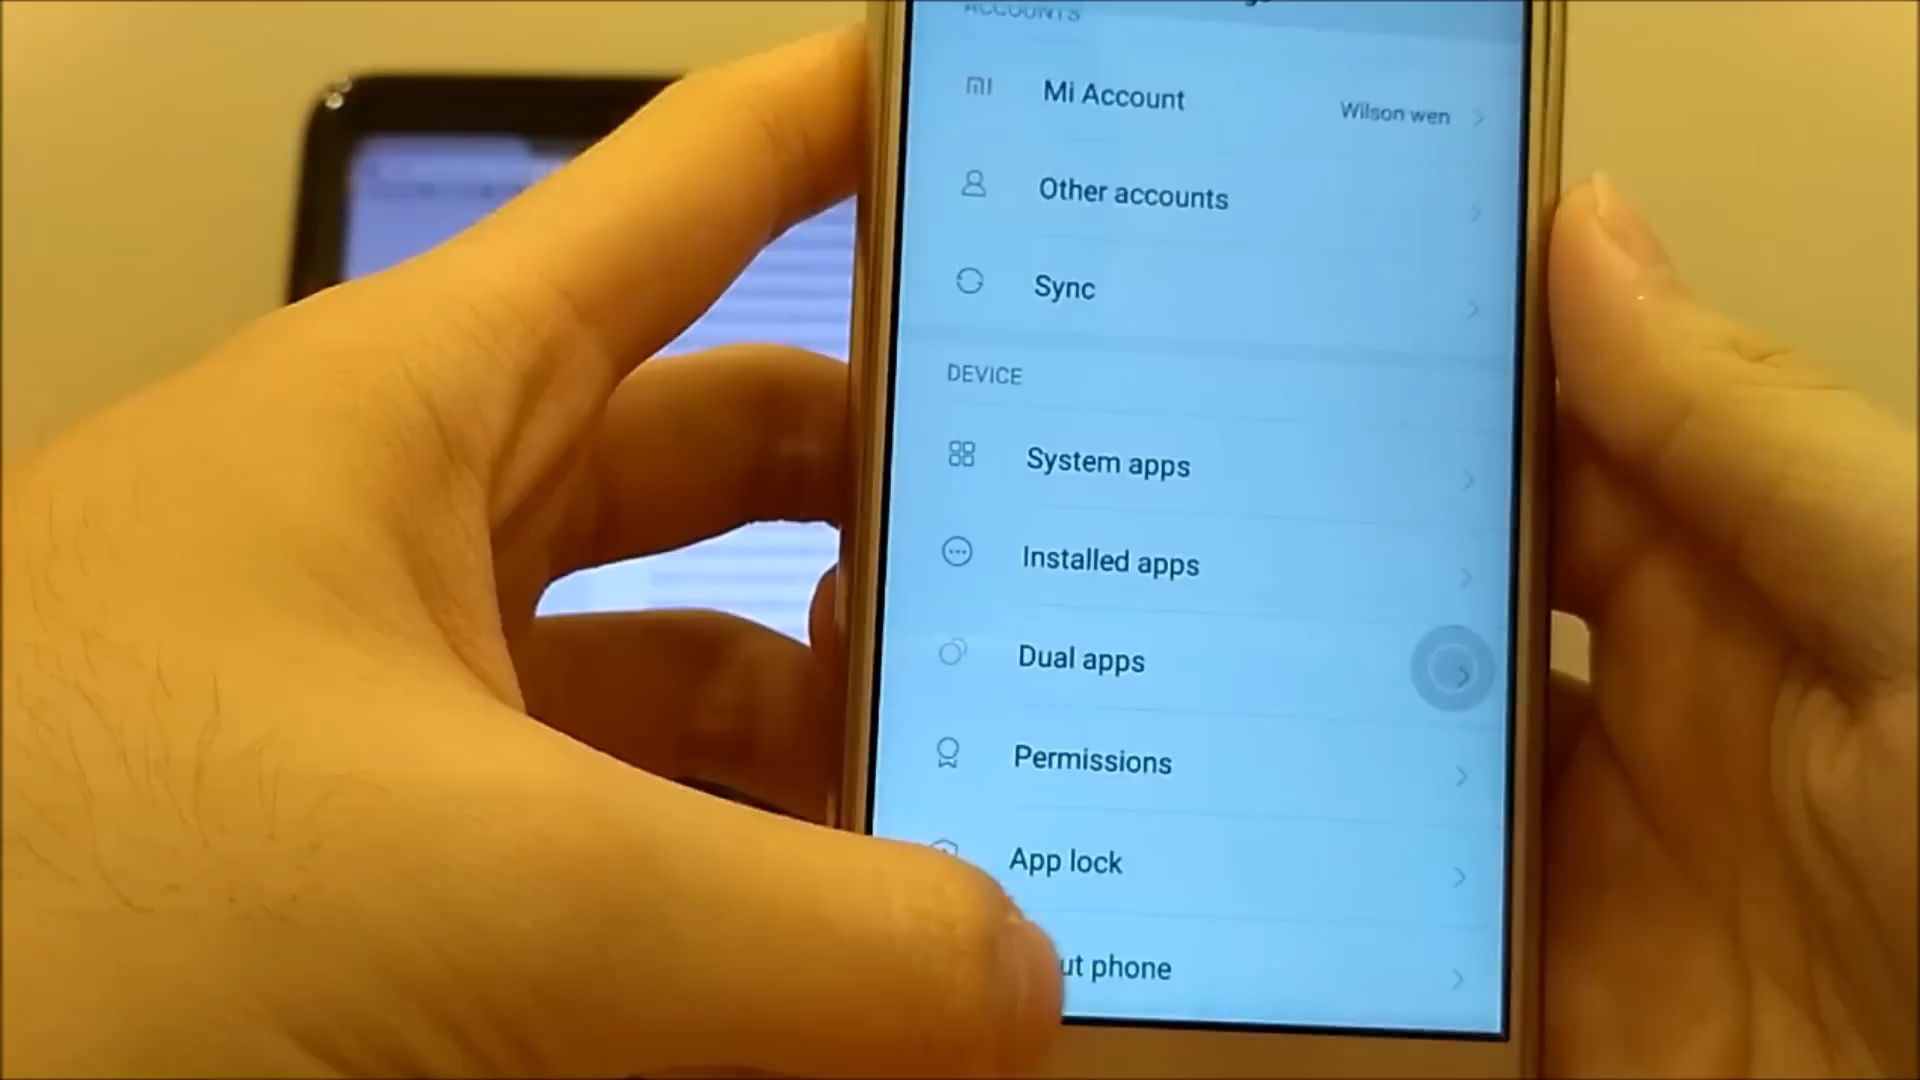 ACCOUNTS
Mi Account
Wilson wen
Other accounts
Sync
DEVICE
System apps
Installed apps
Dual apps
Permissions
App lock
ut phone